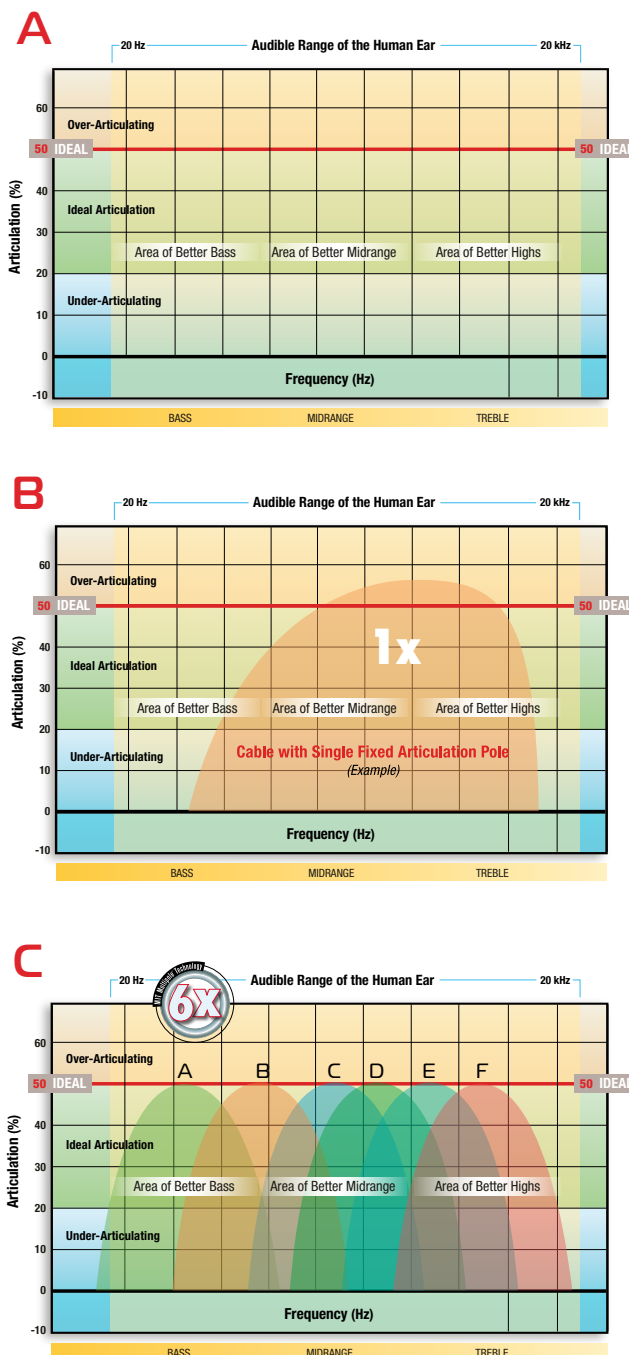 A
20 Hz Audible Range of the Human Ear 20 kHz
60
Over-Articulating
50 IDEAL 50 IDEAL
40
Ideal Articulation
30
Area of Better Bass Area of Better Midrange Area of Better Highs
20
Under-Articulating
10
0
Frequency (Hz)
-10
Articulation (%)
BASS MIDRANGE TREBLE
B
20 Hz Audible Range of the Human Ear 20 kHz
60
Over-Articulating
50 IDEAL 50 IDEAL
1x
40
Ideal Articulation
30
Area of Better Bass Area of Better Midrange Area of Better Highs
20
Under-Articulating Cable with Single Fixed Articulation Pole
10 (Example)
0
Frequency (Hz)
-10
Articulation (%)
BASS MIDRANGE TREBLE
C
MIT Multipole Technology
6x
20 Hz Audible Range of the Human Ear 20 kHz
60
Over-Articulating
A B C D E F
50 IDEAL 50 IDEAL
40
Ideal Articulation
30
Area of Better Bass Area of Better Midrange Area of Better Highs
20
Under-Articulating
10
0
Frequency (Hz)
-10
Articulation (%)
BASS MIDRANGE TREBLE